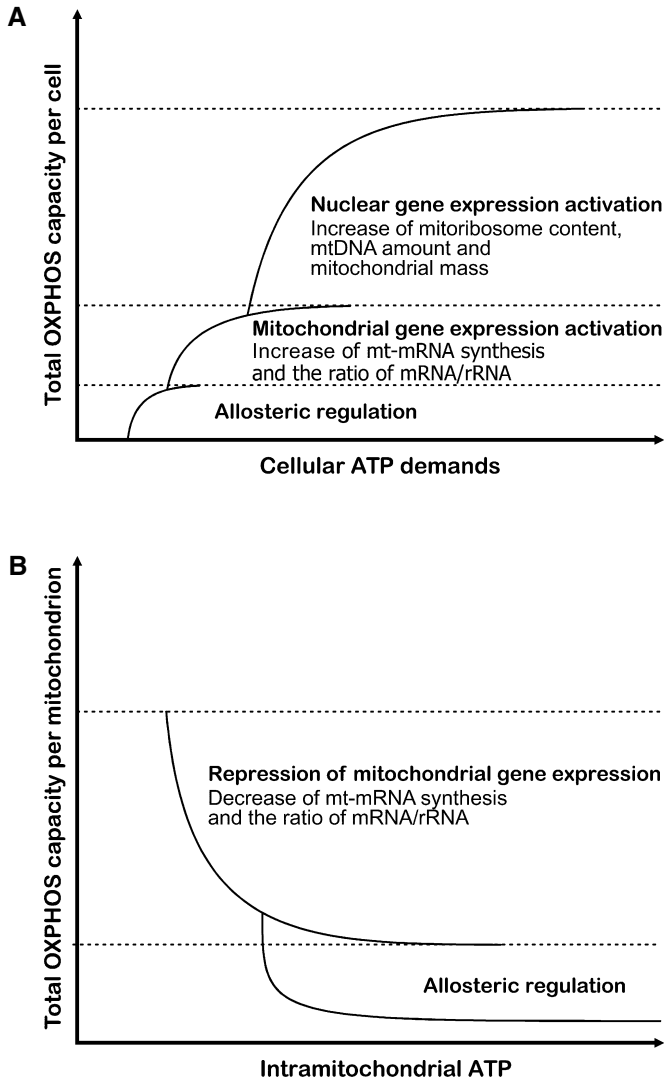 A
Total OXPHOS capacity per cell
Nuclear gene expression activation
Increase of mitoribosome content,
mtDNA amount and
mitochondrial mass
Mitochondrial gene expression activation
Increase of mt-mRNA synthesis
and the ratio of mRNA/rRNA
Allosteric regulation
Cellular ATP demands
B
Total OXPHOS capacity per mitochondrion
Repression of mitochondrial gene expression
Decrease of mt-mRNA synthesis
and the ratio of mRNA/rRNA
Allosteric regulation
Intramitochondrial ATP